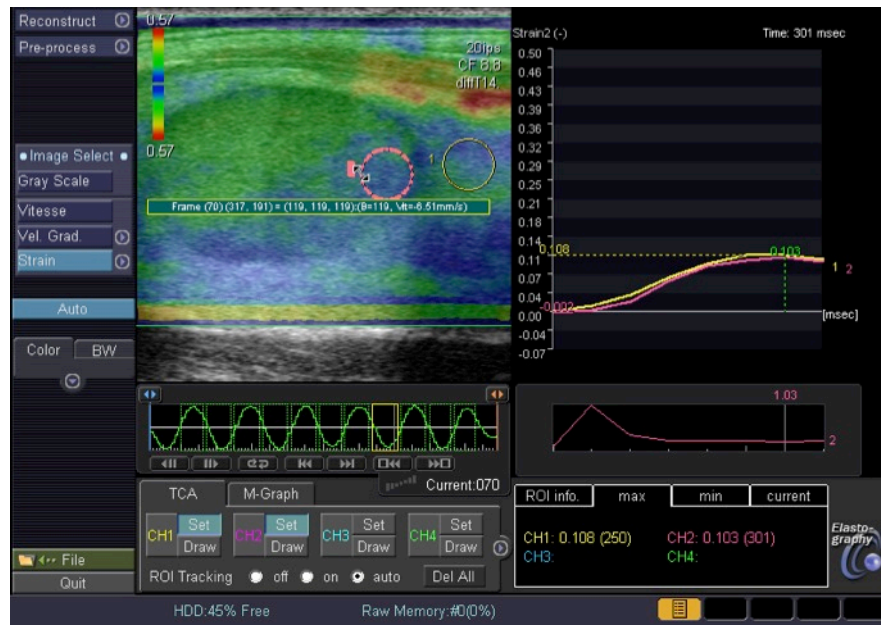 Reconstruct
Pre-process
Image Select
Gray Scale
Vitesse
Vel. Grad.
Strain
Auto
Color BW
File
Quit
0.57
20ips
CF 8.8
diffT14
0.57
1
Frame (70) (317, 191) = (119, 119, 119):(B=119, Vit=-6.51mm/s)
Strain2 (-) Time: 301 msec
0.50
0.46
0.43
0.39
0.36
0.32
0.29
0.25
0.21
0.18
0.14
0.108
0.103
0.11
1 2
0.07
0.04
-0.002
0.00
[msec]
-0.04
-0.07
1.03
2
Current:070
TCA M-Graph
CH1 Set Draw
CH2 Set Draw
CH3 Set Draw
CH4 Set Draw
ROI Tracking off on auto Del All
ROI info. max min current
CH1: 0.108 (250) CH2: 0.103 (301)
CH3: CH4:
Elasto-
graphy
HDD:45% Free Raw Memory:#0(0%)